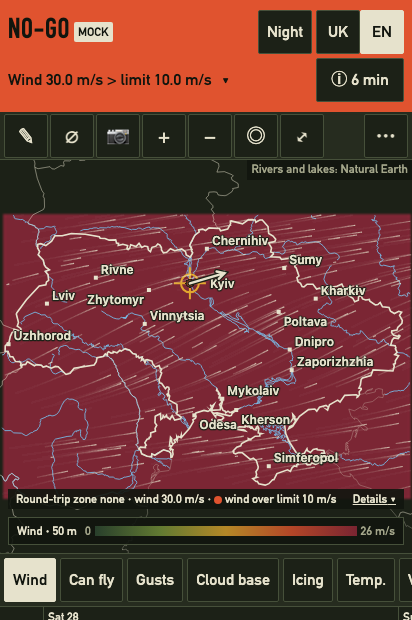 NO-GO MOCK
Night
UK
EN
Wind 30.0 m/s > limit 10.0 m/s ▼
ⓘ 6 min
Rivers and lakes: Natural Earth
Chernihiv
Sumy
Rivne
Kyiv
Kharkiv
Lviv
Zhytomyr
Vinnytsia
Poltava
Uzhhorod
Dnipro
Zaporizhzhia
Mykolaiv
Odesa
Kherson
Simferopol
Round-trip zone none · wind 30.0 m/s · wind over limit 10 m/s Details ▾
Wind · 50 m 0 26 m/s
Wind
Can fly
Gusts
Cloud base
Icing
Temp.
Sat 28